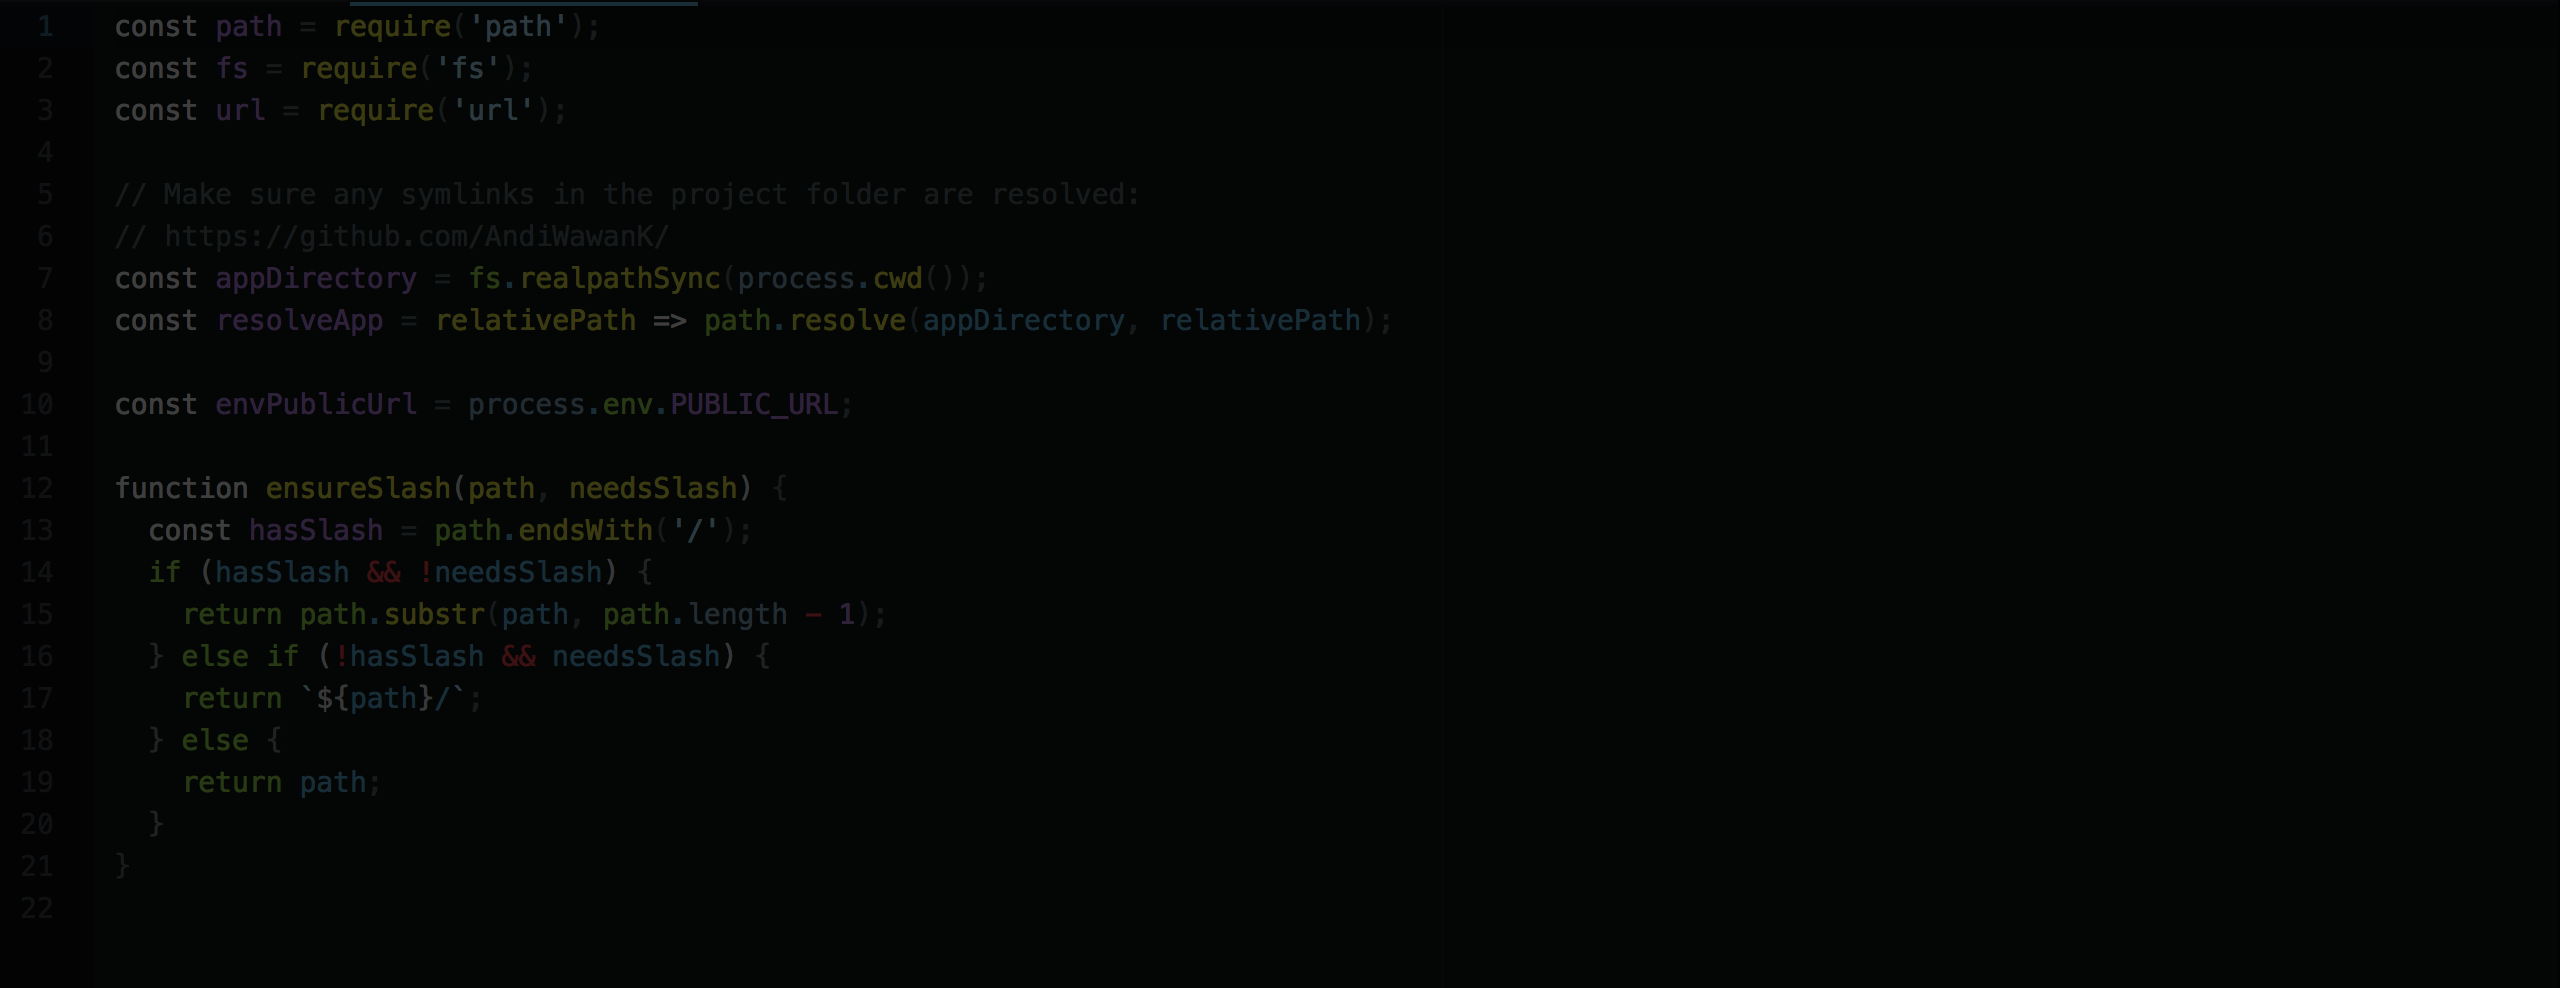 1 const path = require('path');
2 const fs = require('fs');
3 const url = require('url');
4
5 // Make sure any symlinks in the project folder are resolved:
6 // https://github.com/AndiWawanK/
7 const appDirectory = fs.realpathSync(process.cwd());
8 const resolveApp = relativePath => path.resolve(appDirectory, relativePath);
9
10 const envPublicUrl = process.env.PUBLIC_URL;
11
12 function ensureSlash(path, needsSlash) {
13   const hasSlash = path.endsWith('/');
14   if (hasSlash && !needsSlash) {
15     return path.substr(path, path.length - 1);
16   } else if (!hasSlash && needsSlash) {
17     return `${path}/`;
18   } else {
19     return path;
20   }
21 }
22